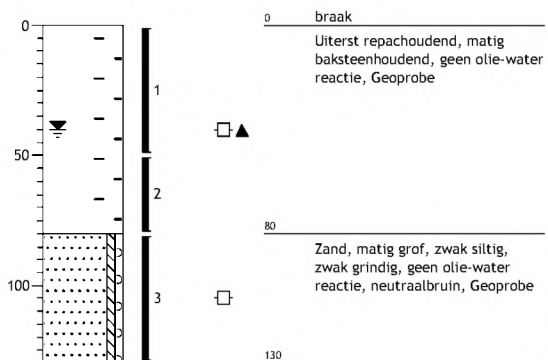 0
50
100
1
2
3
0 braak
Uiterst repachoudend, matig
baksteenhoudend, geen olie-water
reactie, Geoprobe
80
Zand, matig grof, zwak siltig,
zwak grindig, geen olie-water
reactie, neutraalbruin, Geoprobe
130